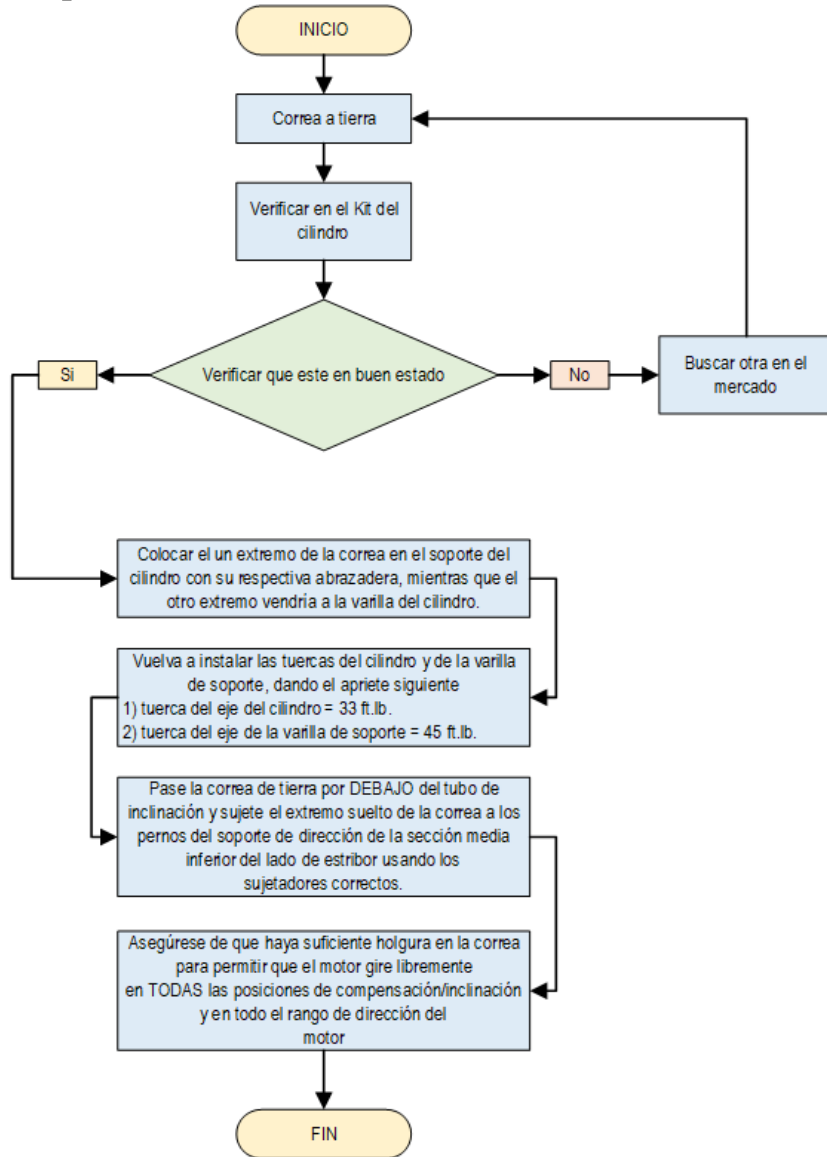 INICIO
Correa a tierra
Verificar en el Kit del
cilindro
Verificar que este en buen estado
Si
No
Buscar otra en el
mercado
Colocar el un extremo de la correa en el soporte del
cilindro con su respectiva abrazadera, mientras que el
otro extremo vendría a la varilla del cilindro.
Vuelva a instalar las tuercas del cilindro y de la varilla
de soporte, dando el apriete siguiente
1) tuerca del eje del cilindro = 33 ft.lb.
2) tuerca del eje de la varilla de soporte = 45 ft.lb.
Pase la correa de tierra por DEBAJO del tubo de
inclinación y sujete el extremo suelto de la correa a los
pernos del soporte de dirección de la sección media
inferior del lado de estribor usando los
sujetadores correctos.
Asegúrese de que haya suficiente holgura en la correa
para permitir que el motor gire libremente
en TODAS las posiciones de compensación/inclinación
y en todo el rango de dirección del
motor
FIN